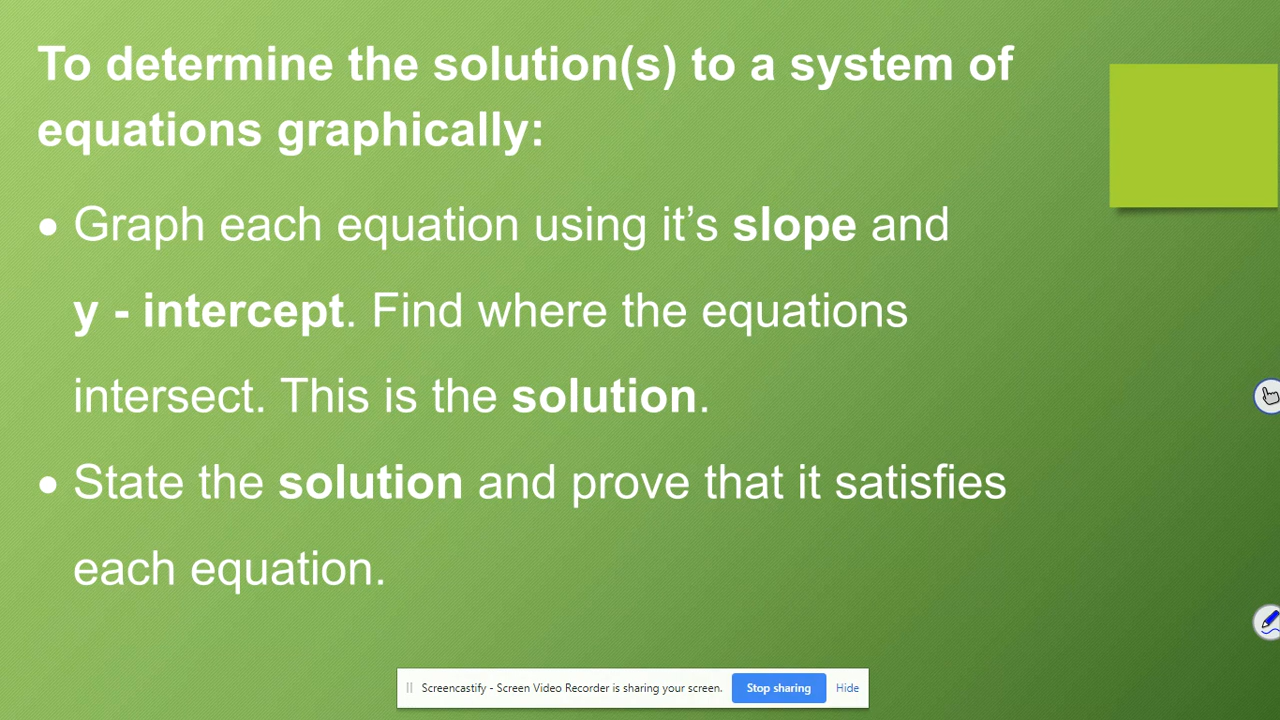 To determine the solution(s) to a system of
equations graphically:
• Graph each equation using it’s slope and
y - intercept. Find where the equations
intersect. This is the solution.
• State the solution and prove that it satisfies
each equation.
Screencastify - Screen Video Recorder is sharing your screen. Stop sharing Hide